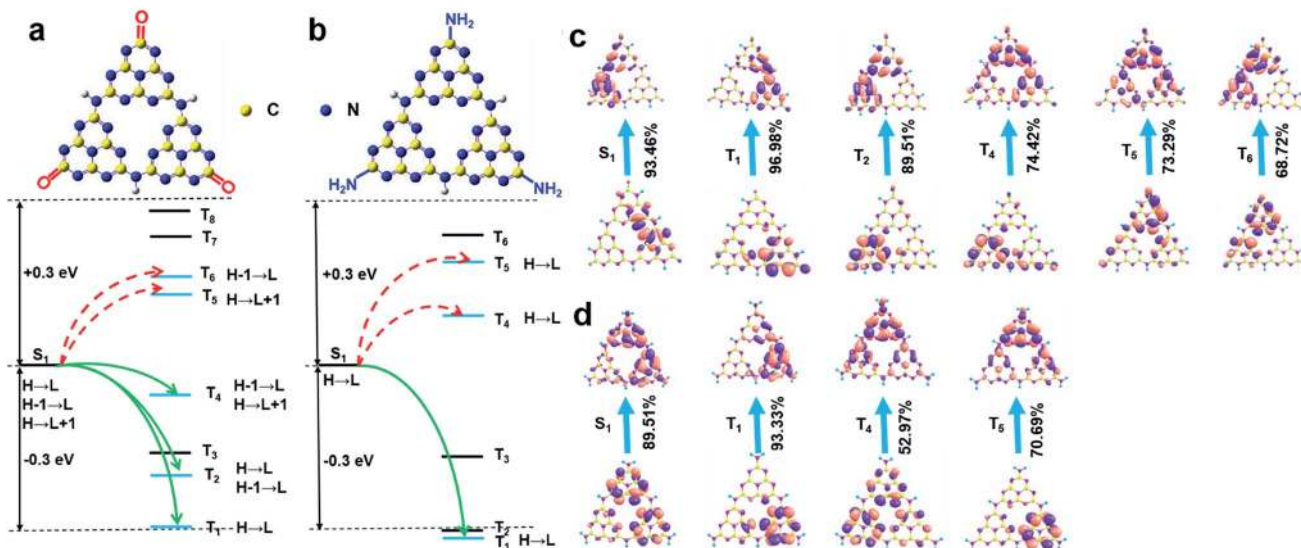 a
O
O
O
b
NH₂
H₂N
NH₂
C
N
+0.3 eV
-0.3 eV
S₁
H→L
H-1→L
H→L+1
T₈
T₇
T₆ H-1→L
T₅ H→L+1
T₄ H-1→L
H→L+1
T₃
T₂ H→L
H-1→L
T₁ H→L
+0.3 eV
-0.3 eV
S₁
H→L
T₆
T₅ H→L
T₄ H→L
T₃
T₂
T₁ H→L
c
S₁ 93.46%
T₁ 96.98%
T₂ 89.51%
T₄ 74.42%
T₅ 73.29%
T₆ 68.72%
d
S₁ 89.51%
T₁ 93.33%
T₄ 52.97%
T₅ 70.69%